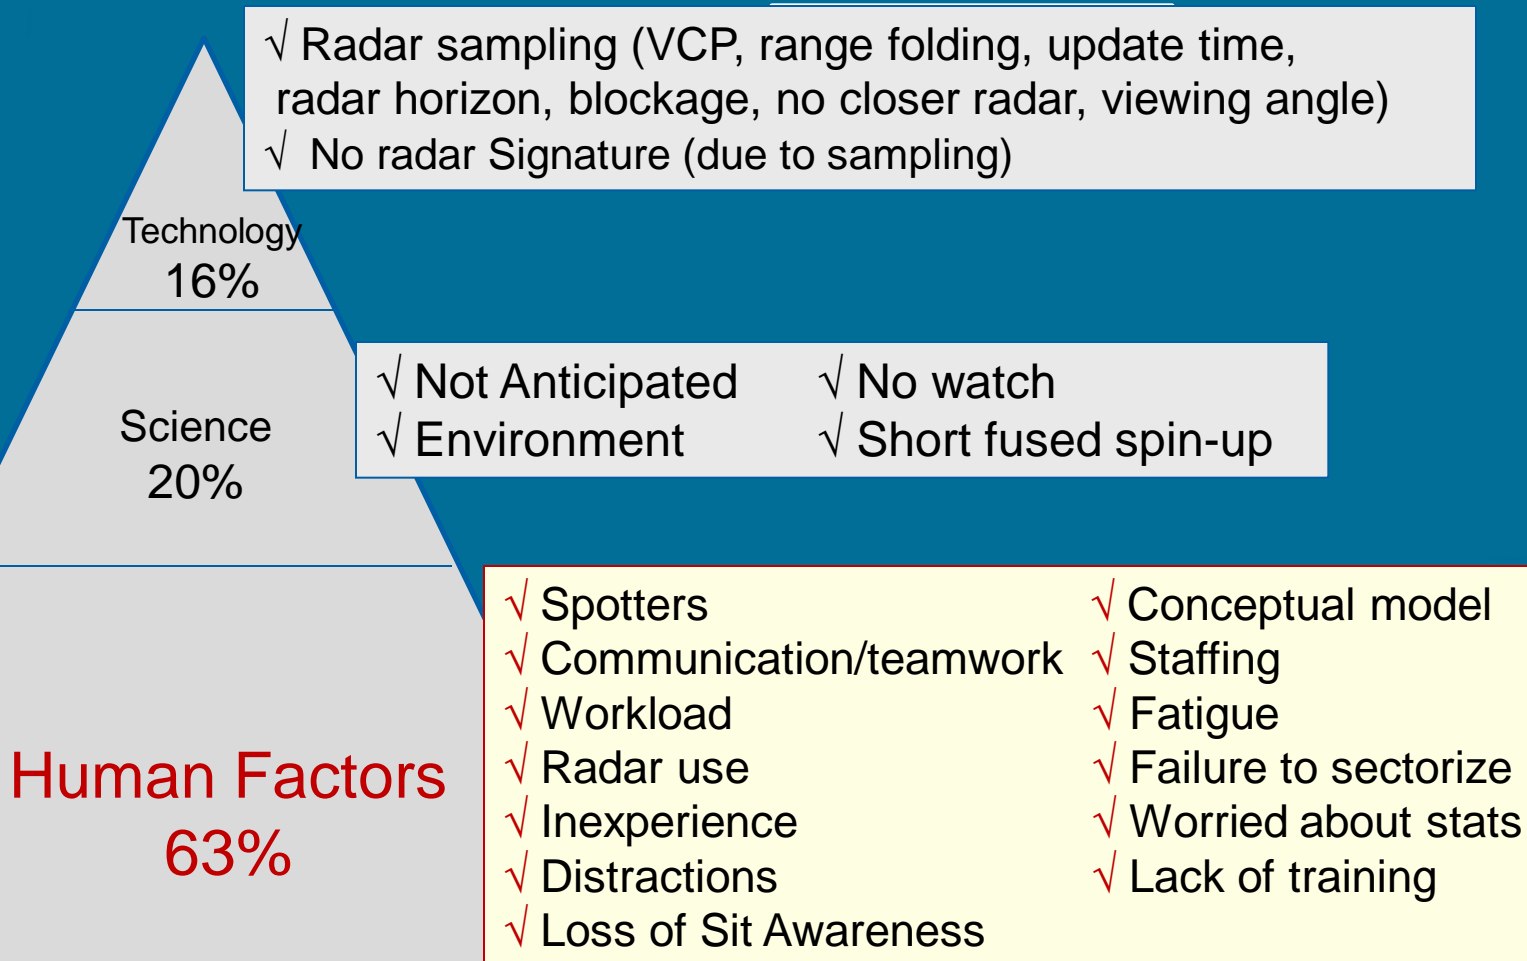 √ Radar sampling (VCP, range folding, update time,
radar horizon, blockage, no closer radar, viewing angle)
√ No radar Signature (due to sampling)
Technology
16%
√ Not Anticipated √ No watch
√ Environment √ Short fused spin-up
Science
20%
√ Spotters √ Conceptual model
√ Communication/teamwork √ Staffing
√ Workload √ Fatigue
√ Radar use √ Failure to sectorize
√ Inexperience √ Worried about stats
√ Distractions √ Lack of training
√ Loss of Sit Awareness
Human Factors
63%